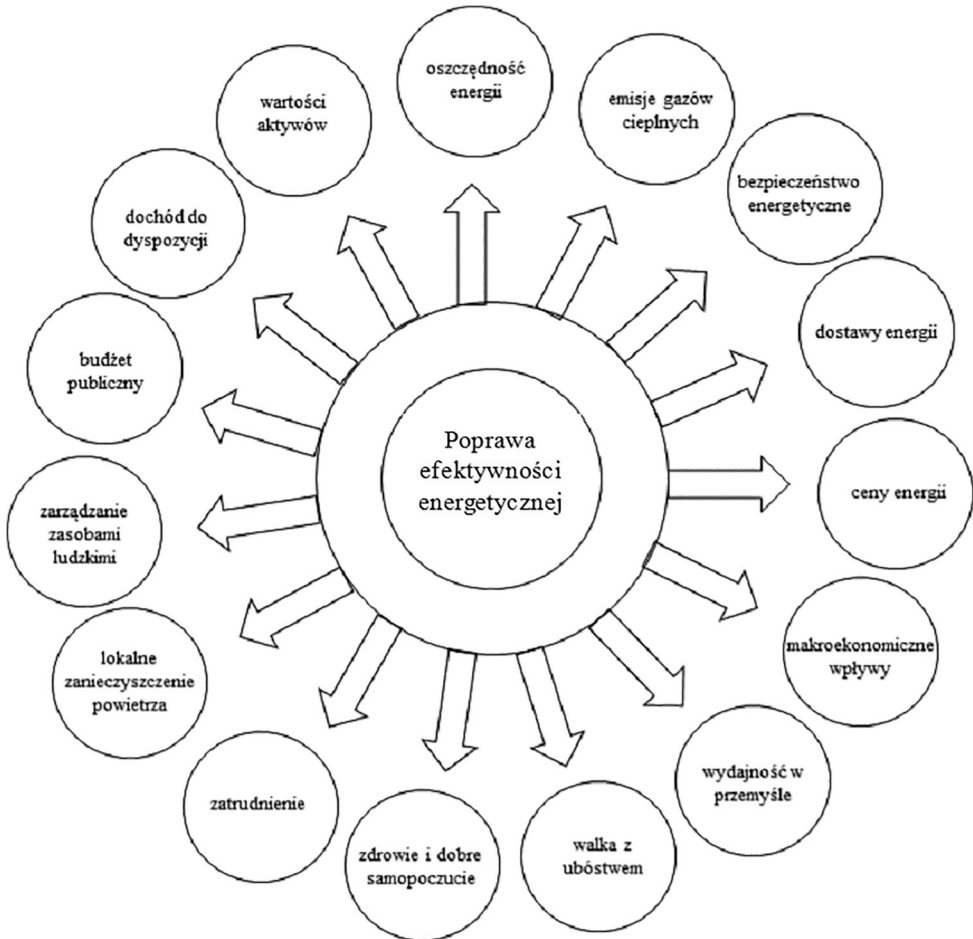 oszczędność
energii
emisje gazów
cieplnych
bezpieczeństwo
energetyczne
dostawy energii
ceny energii
makroekonomiczne
wpływy
wydajność w
przemyśle
walka z
ubóstwem
zdrowie i dobre
samopoczucie
zatrudnienie
lokalne
zanieczyszczenie
powietrza
zarządzanie
zasobami
ludzkimi
budżet
publiczny
dochód do
dyspozycji
wartości
aktywów
Poprawa
efektywności
energetycznej